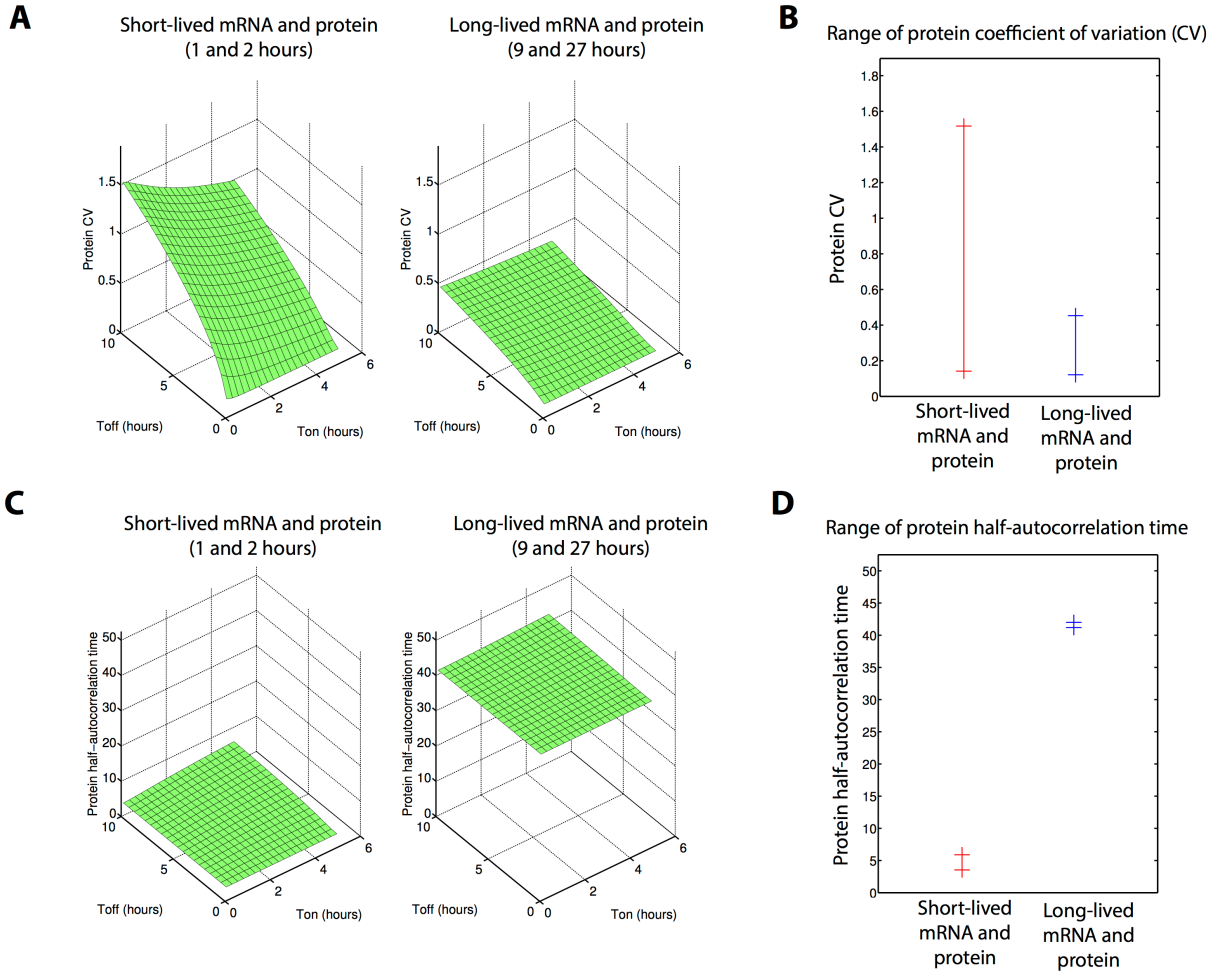 A
Short-lived mRNA and protein
(1 and 2 hours)
Long-lived mRNA and protein
(9 and 27 hours)
Protein CV
1.5
1
0.5
0
10
5
0
Toff (hours)
0
2
4
6
Ton (hours)
Protein CV
1.5
1
0.5
0
10
5
0
Toff (hours)
0
2
4
6
Ton (hours)
B
Range of protein coefficient of variation (CV)
Protein CV
1.8
1.6
1.4
1.2
1
0.8
0.6
0.4
0.2
0
Short-lived
mRNA and
protein
Long-lived
mRNA and
protein
C
Short-lived mRNA and protein
(1 and 2 hours)
Long-lived mRNA and protein
(9 and 27 hours)
Protein half−autocorrelation time
50
40
30
20
10
0
10
5
0
Toff (hours)
0
2
4
6
Ton (hours)
Protein half−autocorrelation time
50
40
30
20
10
0
10
5
0
Toff (hours)
0
2
4
6
Ton (hours)
D
Range of protein half-autocorrelation time
Protein half-autocorrelation time
50
45
40
35
30
25
20
15
10
5
0
Short-lived
mRNA and
protein
Long-lived
mRNA and
protein